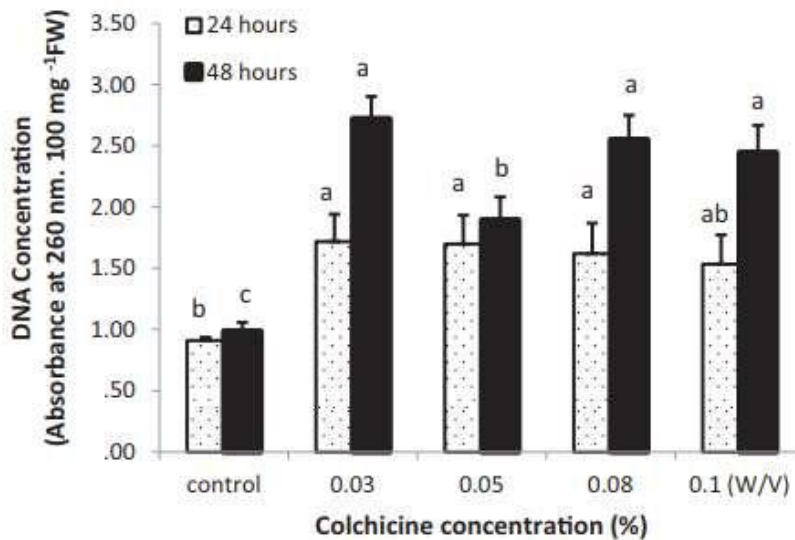 3.50
3.00
2.50
2.00
1.50
1.00
.50
.00
DNA Concentration
(Absorbance at 260 nm. 100 mg ⁻¹FW)
24 hours
48 hours
b c a a a b a a ab a
control 0.03 0.05 0.08 0.1 (W/V)
Colchicine concentration (%)